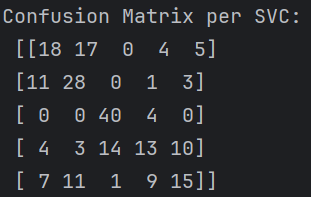 Confusion Matrix per SVC:
[[18 17  0  4  5]
[11 28  0  1  3]
[ 0  0 40  4  0]
[ 4  3 14 13 10]
[ 7 11  1  9 15]]